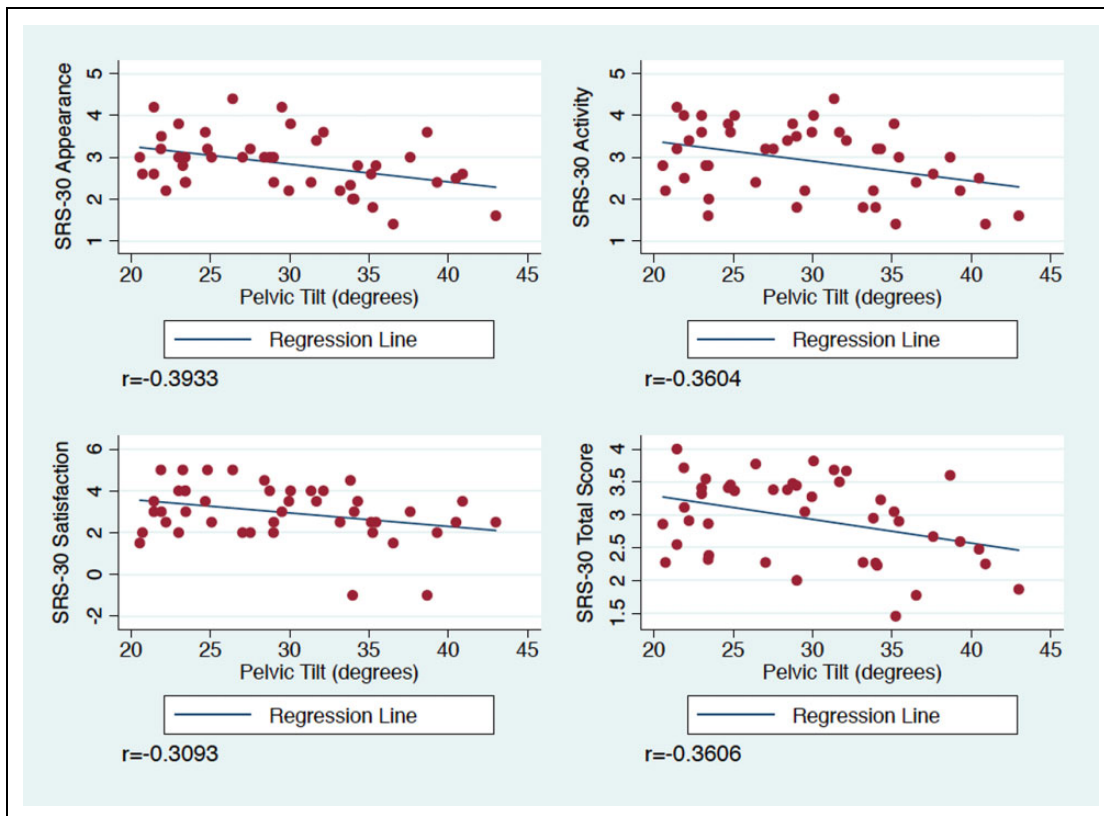 SRS-30 Appearance
5
4
3
2
1
20 25 30 35 40 45
Pelvic Tilt (degrees)
Regression Line
r=-0.3933
SRS-30 Activity
5
4
3
2
1
20 25 30 35 40 45
Pelvic Tilt (degrees)
Regression Line
r=-0.3604
SRS-30 Satisfaction
6
4
2
0
-2
20 25 30 35 40 45
Pelvic Tilt (degrees)
Regression Line
r=-0.3093
SRS-30 Total Score
4
3.5
3
2.5
2
1.5
20 25 30 35 40 45
Pelvic Tilt (degrees)
Regression Line
r=-0.3606